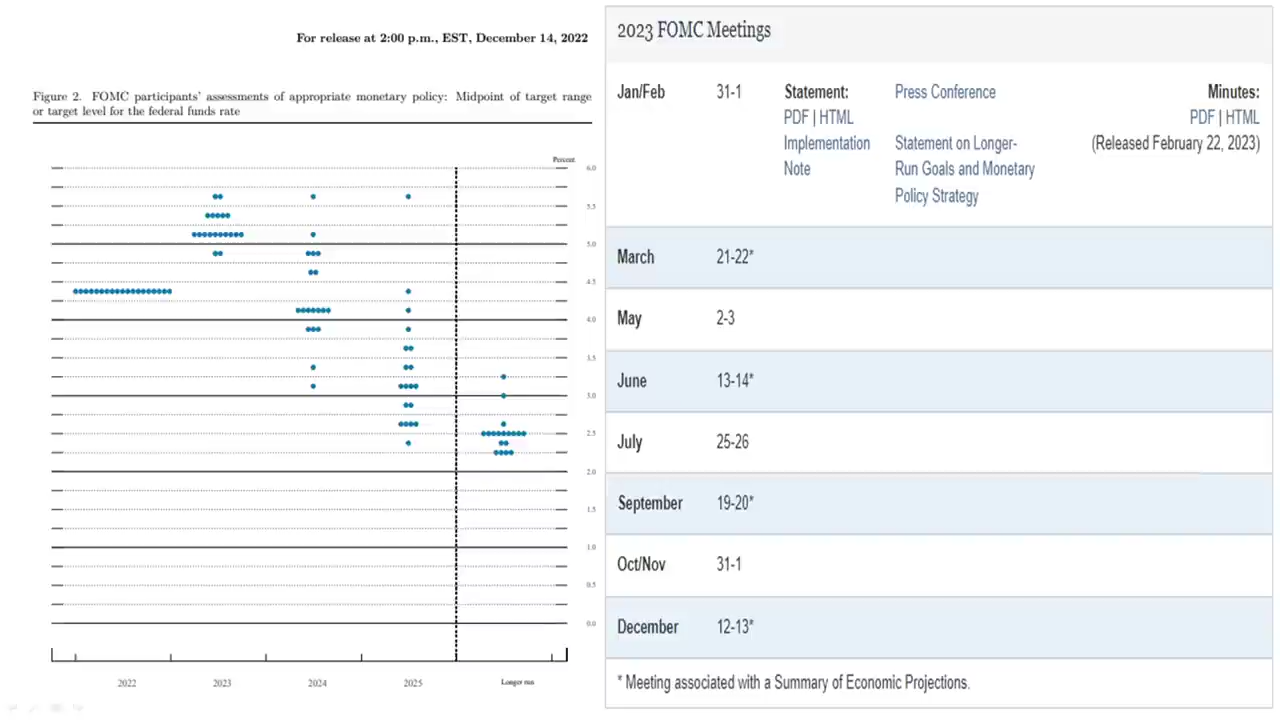 For release at 2:00 p.m., EST, December 14, 2022
Figure 2. FOMC participants' assessments of appropriate monetary policy: Midpoint of target range
or target level for the federal funds rate
Percent
6.0
5.5
5.0
4.5
4.0
3.5
3.0
2.5
2.0
1.5
1.0
0.5
0.0
2022 2023 2024 2025 Longer run
2023 FOMC Meetings
Jan/Feb 31-1 Statement: Press Conference Minutes:
PDF | HTML PDF | HTML
Implementation Statement on Longer- (Released February 22, 2023)
Note Run Goals and Monetary
Policy Strategy
March 21-22*
May 2-3
June 13-14*
July 25-26
September 19-20*
Oct/Nov 31-1
December 12-13*
* Meeting associated with a Summary of Economic Projections.